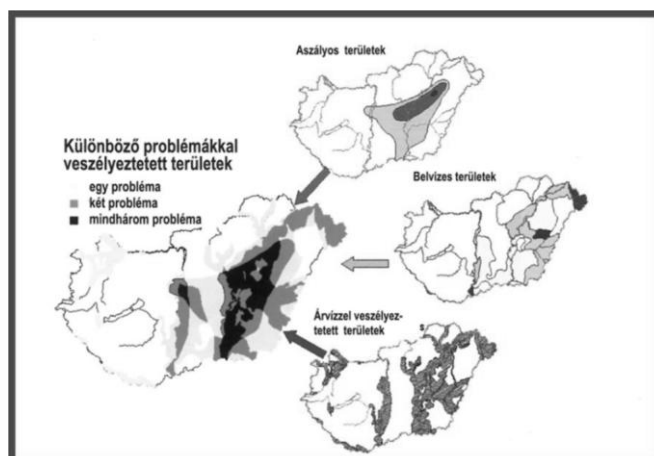 Aszályos területek
Különböző problémákkal
veszélyeztetett területek
egy probléma
két probléma
mindhárom probléma
Belvizes területek
Árvízzel veszélyez-
tetett területek